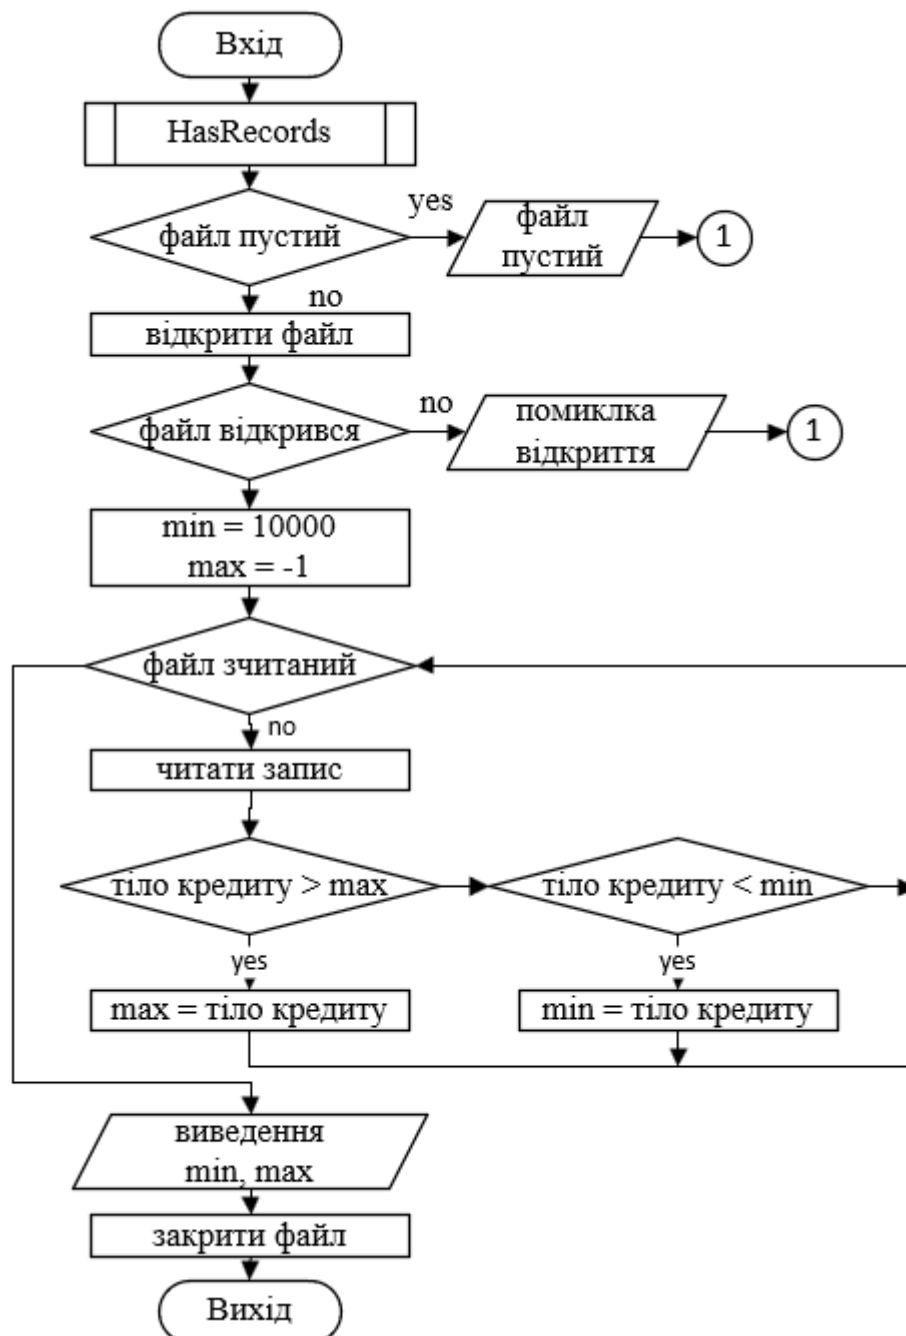 Вхід
HasRecords
файл пустий
yes
файл
пустий
1
no
відкрити файл
файл відкрився
no
помиклка
відкриття
1
min = 10000
max = -1
файл зчитаний
no
читати запис
тіло кредиту > max
тіло кредиту < min
yes
yes
max = тіло кредиту
min = тіло кредиту
виведення
min, max
закрити файл
Вихід